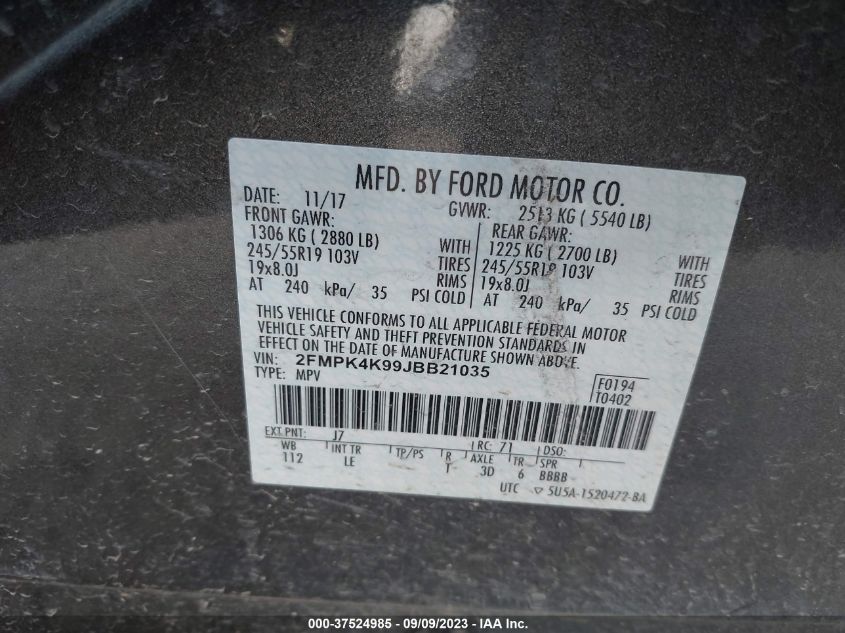 MFD. BY FORD MOTOR CO.
DATE: 11/17 GVWR: 2513 KG ( 5540 LB)
FRONT GAWR: REAR GAWR:
1306 KG ( 2880 LB) WITH 1225 KG ( 2700 LB) WITH
245/55R19 103V TIRES 245/55R19 103V TIRES
19x8.0J RIMS 19x8.0J RIMS
AT 240 kPa/ 35 PSI COLD AT 240 kPa/ 35 PSI COLD
THIS VEHICLE CONFORMS TO ALL APPLICABLE FEDERAL MOTOR
VEHICLE SAFETY AND THEFT PREVENTION STANDARDS IN
EFFECT ON THE DATE OF MANUFACTURE SHOWN ABOVE.
VIN: 2FMPK4K99JBB21035
TYPE: MPV F0194
T0402
EXT PNT: J7 RC: 71 DSO:
WB INT TR TP/PS R AXLE TR SPR
112 LE T 3D 6 BBBB
UTC ▽ 5U5A-1520472-BA
000-37524985 - 09/09/2023 - IAA Inc.